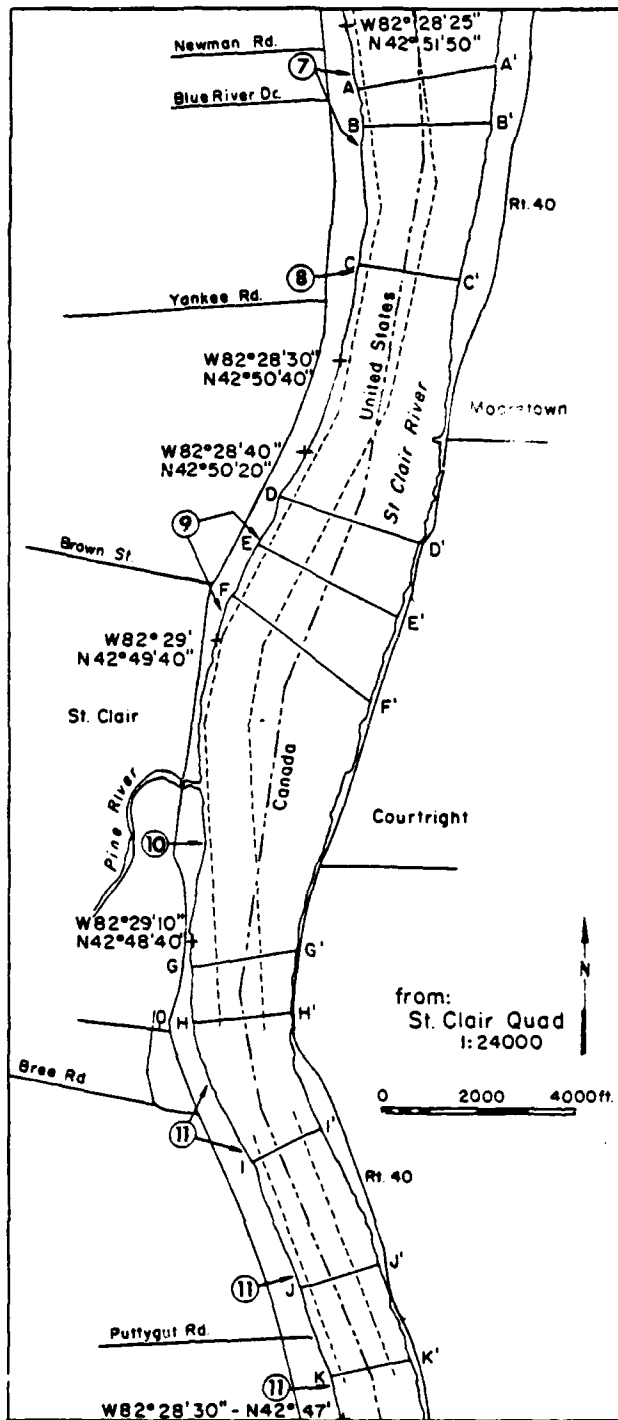 W82°28'25"
N42°51'50"
Newman Rd.
7
A
A'
Blue River Dr.
B
B'
Rt. 40
C
C'
8
Yankee Rd.
United States
W82°28'30"
N42°50'40"
St Clair River
Mooretown
W82°28'40"
N42°50'20"
D
D'
9
E
E'
Brown St.
F
F'
W82°29'
N42°49'40"
St. Clair
Canada
Pine River
Courtright
10
W82°29'10"
N42°48'40"
G
G'
N
from:
St. Clair Quad
1:24000
10
H
H'
Bree Rd
0 2000 4000ft.
11
I
I'
Rt. 40
11
J
J'
Puttygut Rd.
K
K'
11
W82°28'30" - N42°47'